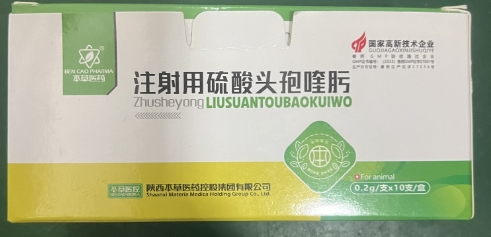 BEN CAO PHARMA
本草医药
国家高新技术企业
GUOJIAGAOXINJISHUQIYE
注射用硫酸头孢喹肟
Zhusheyong LIUSUANTOUBAOKUIWO
本草医控
陕西本草医药控股集团有限公司
Shaanxi Materia Medica Holding Group Co., Ltd.
For animal
0.2g/支×10支/盒